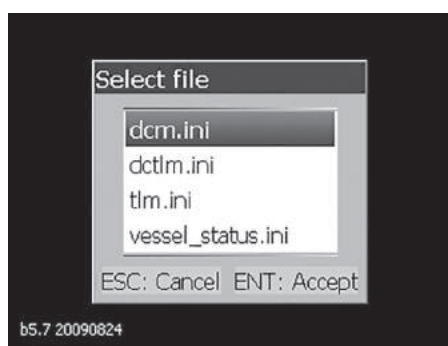 Select file
dcm.ini
dctlm.ini
tlm.ini
vessel_status.ini
ESC: Cancel ENT: Accept
b5.7 20090824